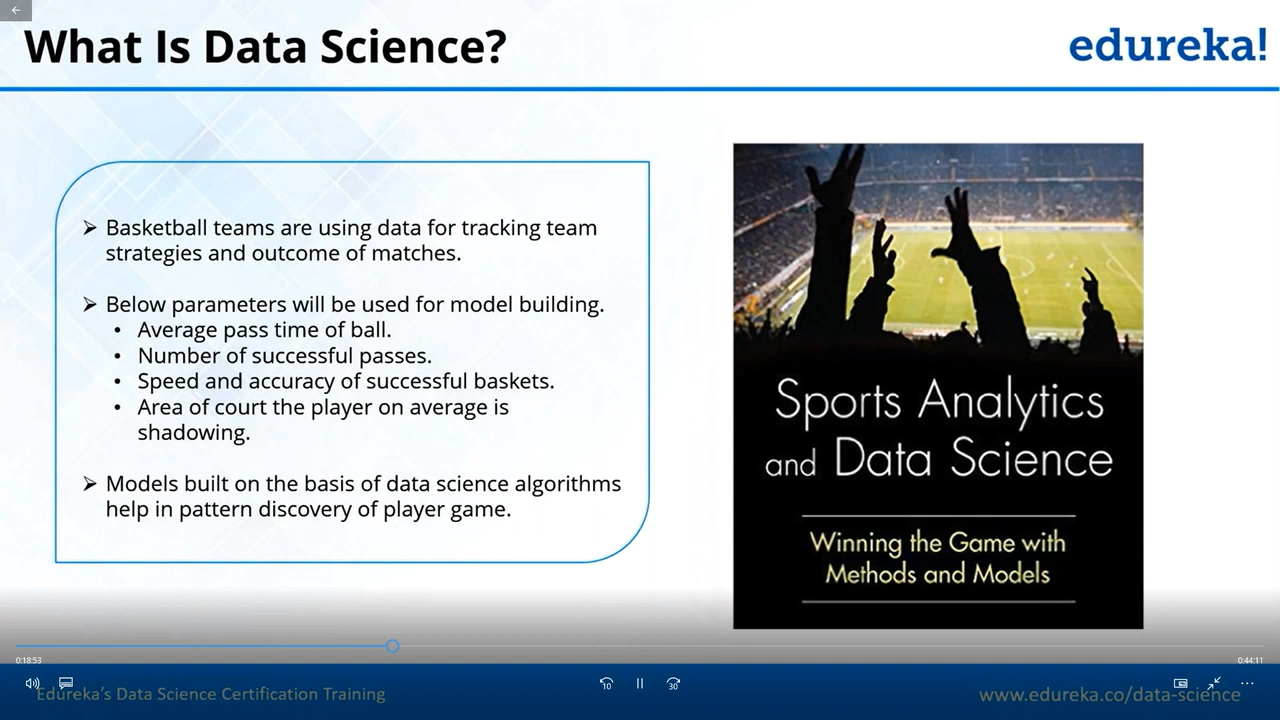 What Is Data Science?
edureka!
➢ Basketball teams are using data for tracking team
strategies and outcome of matches.
➢ Below parameters will be used for model building.
• Average pass time of ball.
• Number of successful passes.
• Speed and accuracy of successful baskets.
• Area of court the player on average is
shadowing.
➢ Models built on the basis of data science algorithms
help in pattern discovery of player game.
Sports Analytics
and Data Science
Winning the Game with
Methods and Models
0:18:53
0:44:11
10
30
Edureka's Data Science Certification Training
www.edureka.co/data-science